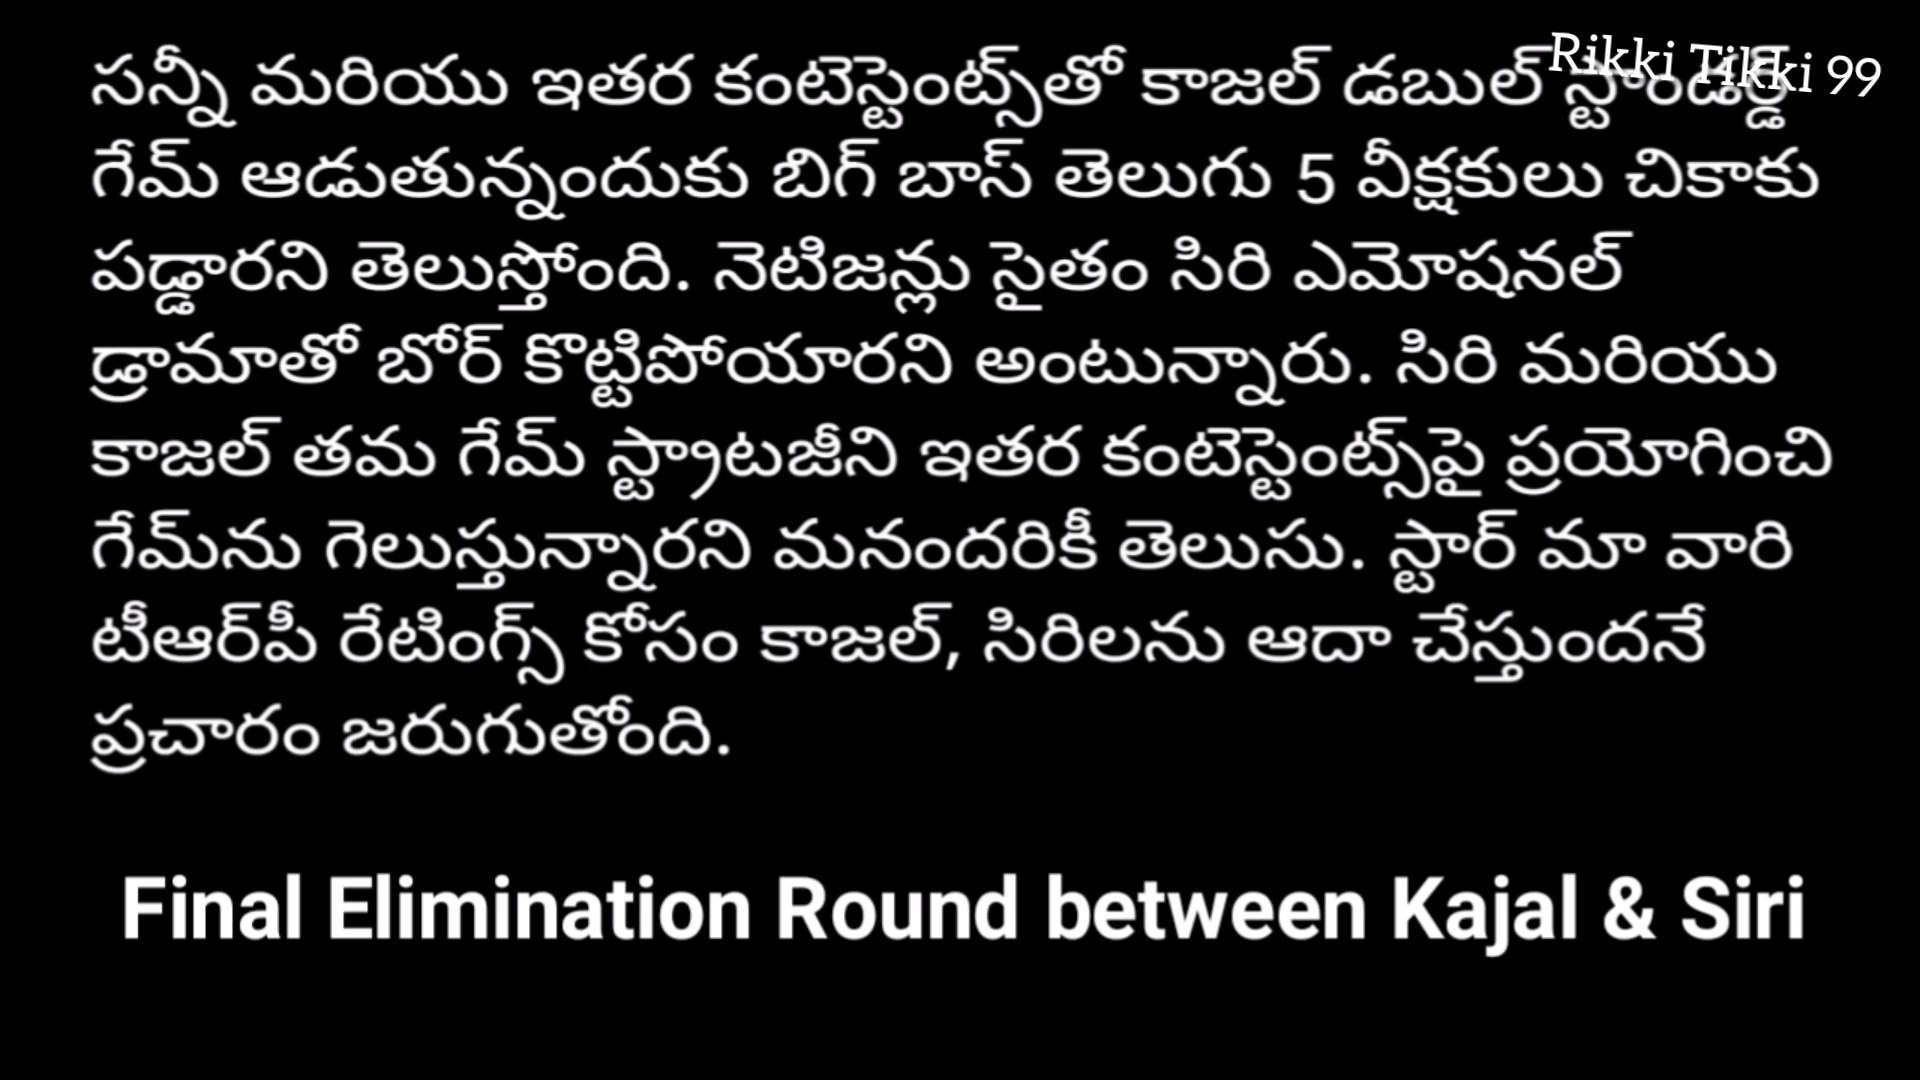 సన్నీ మరియు ఇతర కంటెస్టెంట్స్‌తో కాజల్ డబుల్ స్టాండర్డ్
Rikki Tikki 99
గేమ్ ఆడుతున్నందుకు బిగ్ బాస్ తెలుగు 5 వీక్షకులు చికాకు
పడ్డారని తెలుస్తోంది. నెటిజన్లు సైతం సిరి ఎమోషనల్
డ్రామాతో బోర్ కొట్టిపోయారని అంటున్నారు. సిరి మరియు
కాజల్ తమ గేమ్ స్ట్రాటజీని ఇతర కంటెస్టెంట్స్‌పై ప్రయోగించి
గేమ్‌ను గెలుస్తున్నారని మనందరికీ తెలుసు. స్టార్ మా వారి
టీఆర్‌పీ రేటింగ్స్ కోసం కాజల్, సిరిలను ఆదా చేస్తుందనే
ప్రచారం జరుగుతోంది.
Final Elimination Round between Kajal & Siri